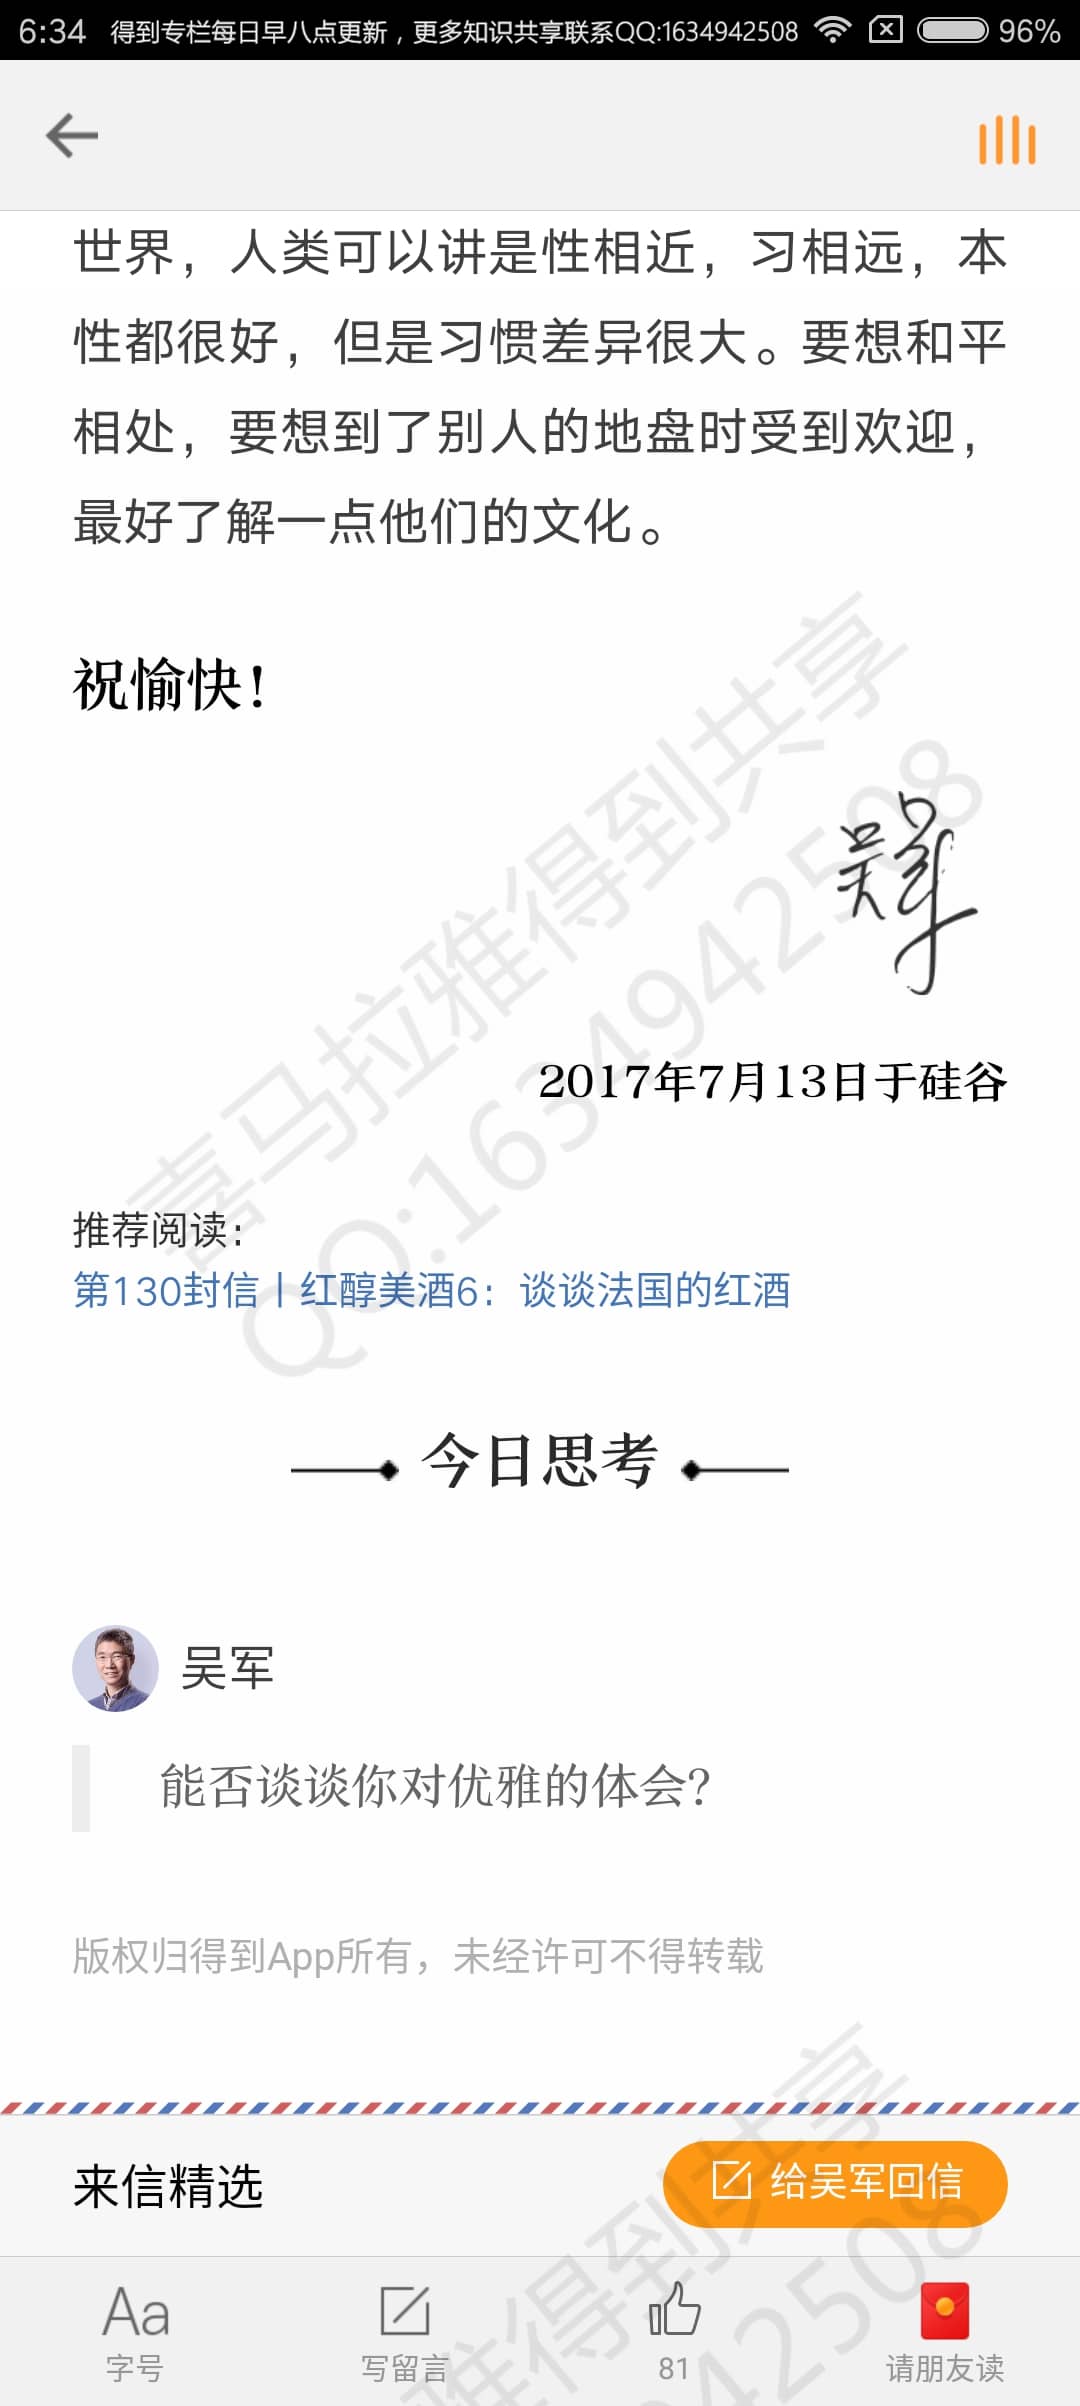 6:34 得到专栏每日早八点更新，更多知识共享联系QQ:1634942508 96%
世界，人类可以讲是性相近，习相远，本
性都很好，但是习惯差异很大。要想和平
相处，要想到了别人的地盘时受到欢迎，
最好了解一点他们的文化。
祝愉快！
喜马拉雅得到共享
QQ:1634942508
吴军
2017年7月13日于硅谷
推荐阅读：
第130封信丨红醇美酒6：谈谈法国的红酒
今日思考
吴军
能否谈谈你对优雅的体会？
版权归得到App所有，未经许可不得转载
来信精选
给吴军回信
雅得到共享
942508
Aa
字号
写留言
81
请朋友读